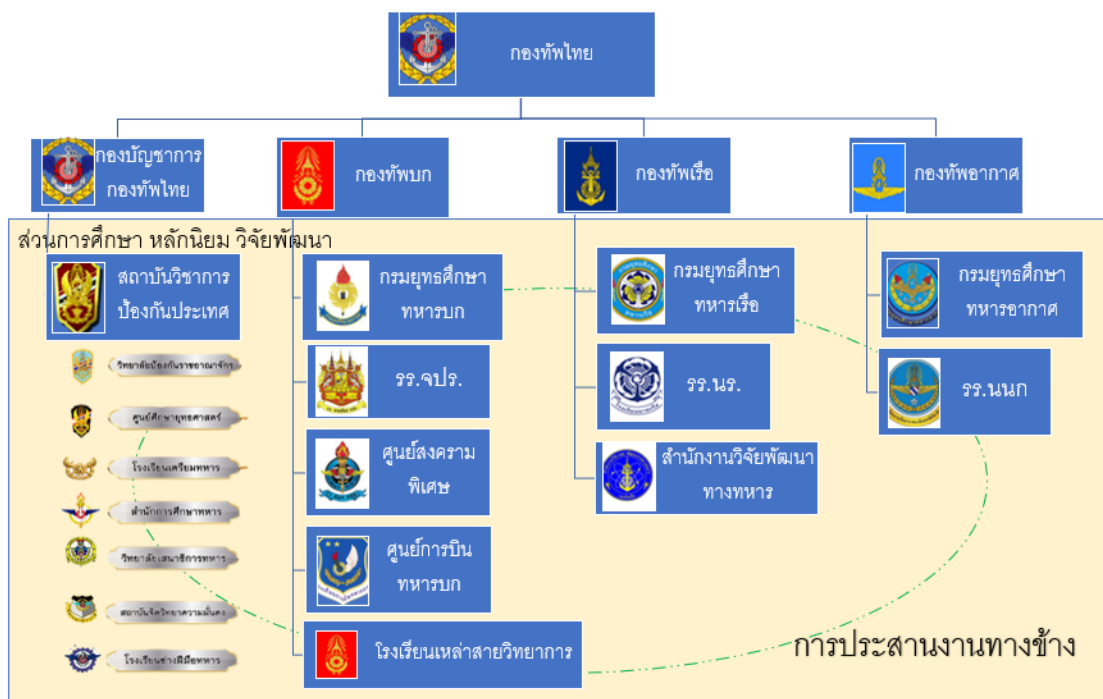 กองทัพไทย
กองบัญชาการ
กองทัพไทย
กองทัพบก
กองทัพเรือ
กองทัพอากาศ
ส่วนการศึกษา หลักนิยม วิจัยพัฒนา
สถาบันวิชาการ
ป้องกันประเทศ
วิทยาลัยป้องกันราชอาณาจักร
ศูนย์ศึกษายุทธศาสตร์
โรงเรียนเตรียมทหาร
สำนักการศึกษาทหาร
วิทยาลัยเสนาธิการทหาร
สถาบันจิตวิทยาความมั่นคง
โรงเรียนช่างฝีมือทหาร
กรมยุทธศึกษา
ทหารบก
รร.จปร.
ศูนย์สงคราม
พิเศษ
ศูนย์การบิน
ทหารบก
โรงเรียนเหล่าสายวิทยาการ
กรมยุทธศึกษา
ทหารเรือ
รร.นร.
สำนักงานวิจัยพัฒนา
ทางทหาร
กรมยุทธศึกษา
ทหารอากาศ
รร.นนก
การประสานงานทางข้าง